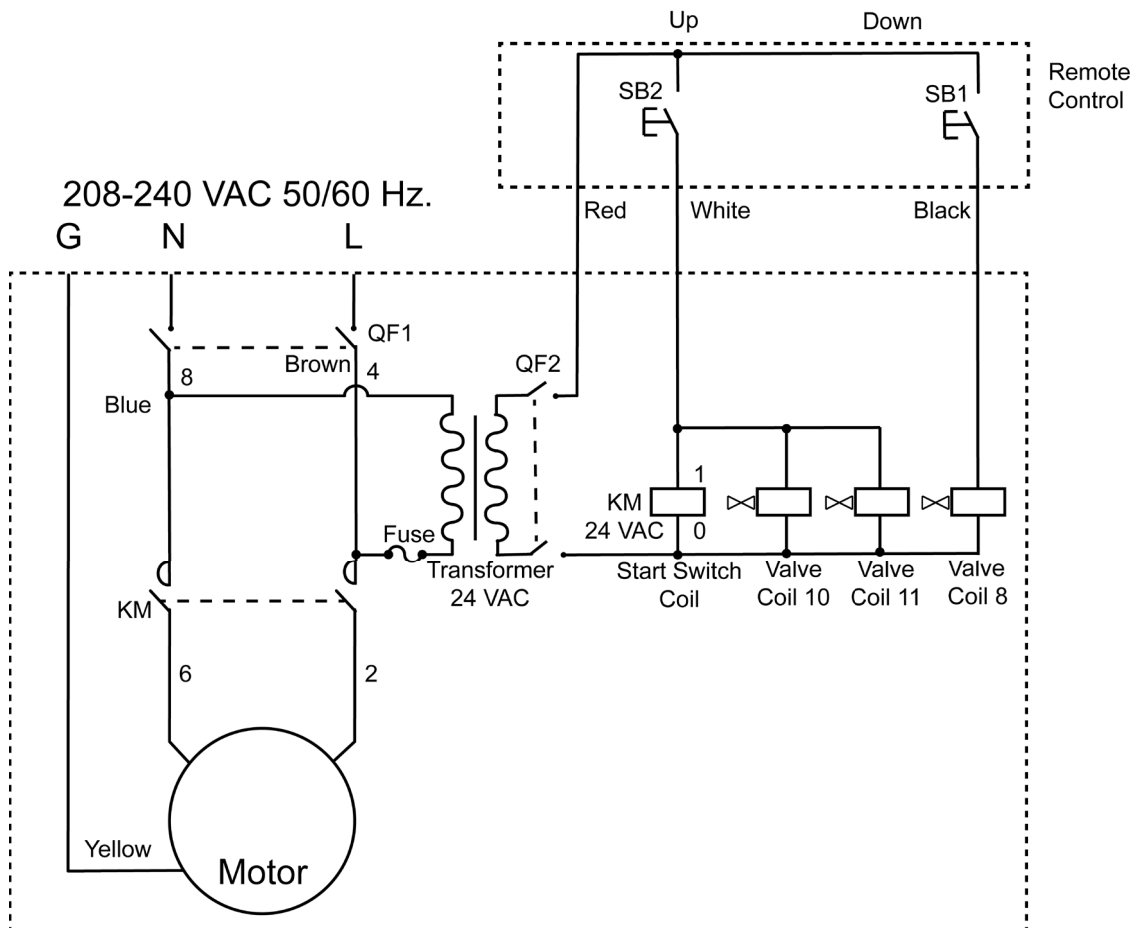 Up
Down
Remote
Control
SB2
SB1
208-240 VAC 50/60 Hz.
Red
White
Black
G
N
L
QF1
QF2
8
Brown
4
Blue
1
KM
24 VAC
0
Fuse
Transformer
24 VAC
Start Switch
Coil
Valve
Coil 10
Valve
Coil 11
Valve
Coil 8
KM
6
2
Yellow
Motor